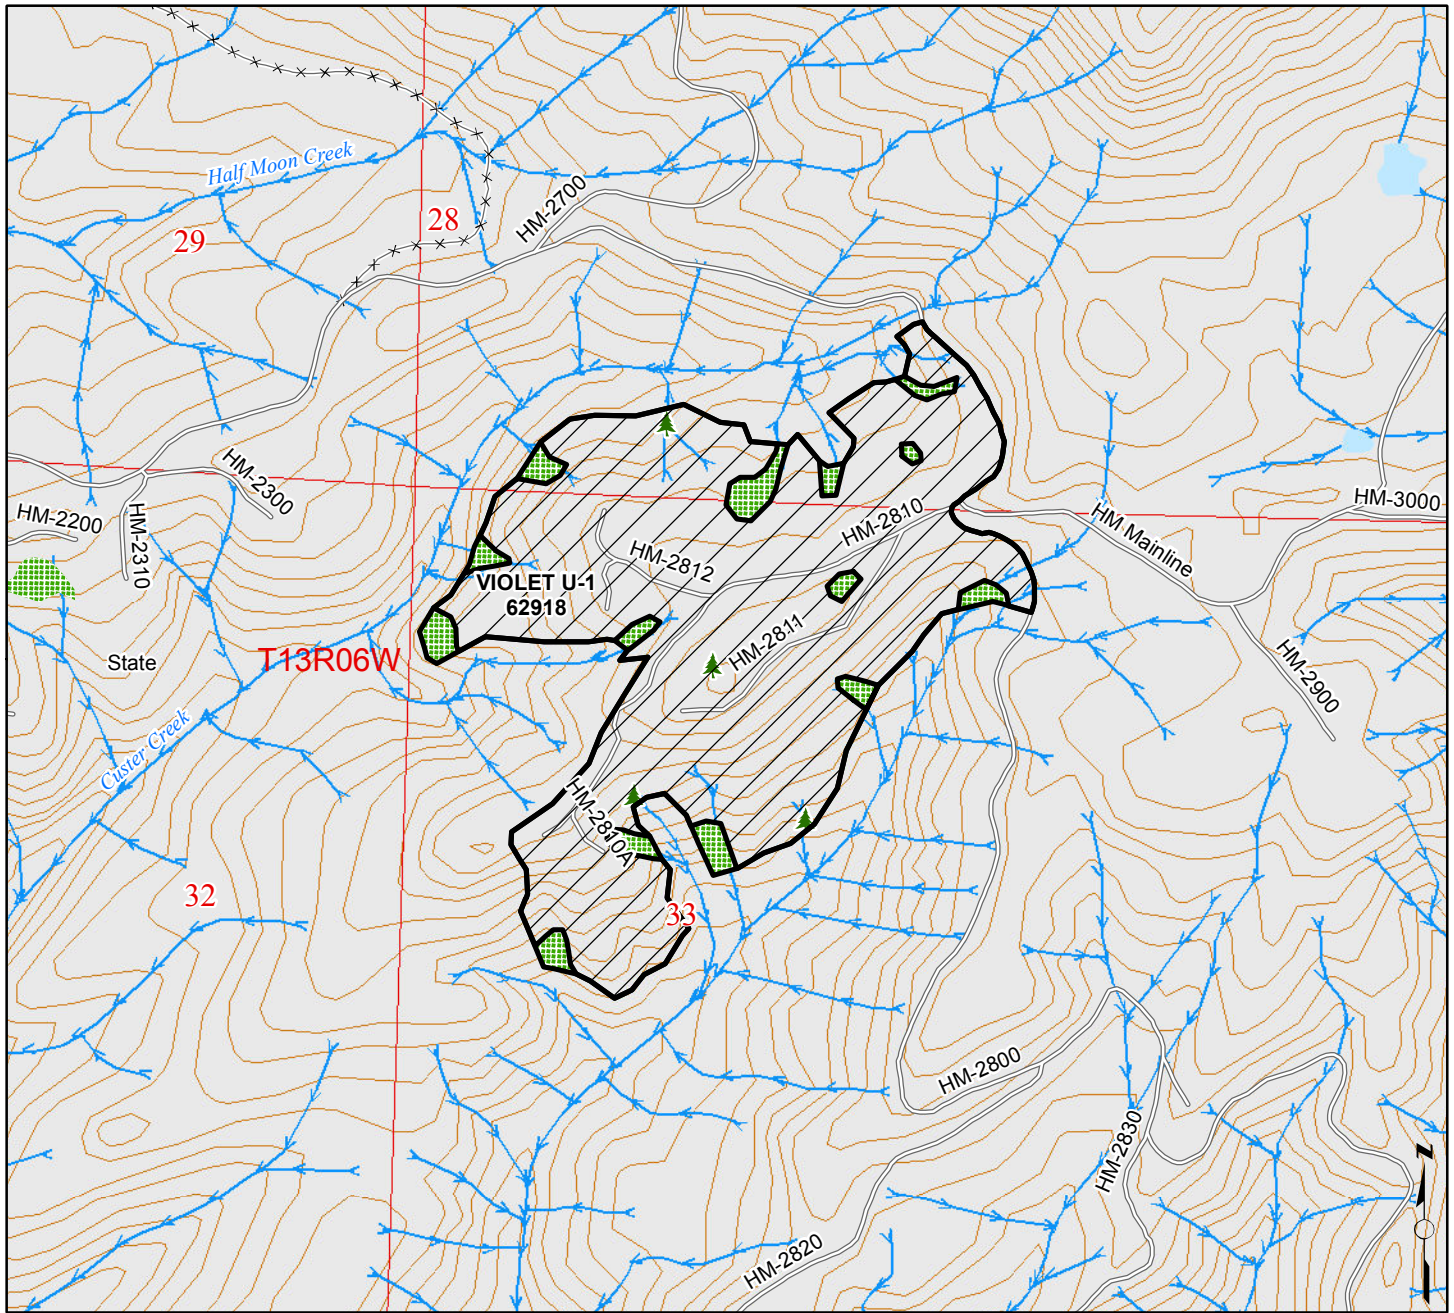 Half Moon Creek
28
29
HM-2700
HM-2300
HM-2200
HM-2310
HM-2810
HM-3000
HM Mainline
HM-2812
VIOLET U-1
62918
HM-2811
State
T13R06W
HM-2900
Custer Creek
HM-2810A
32
33
HM-2800
HM-2830
HM-2820
N